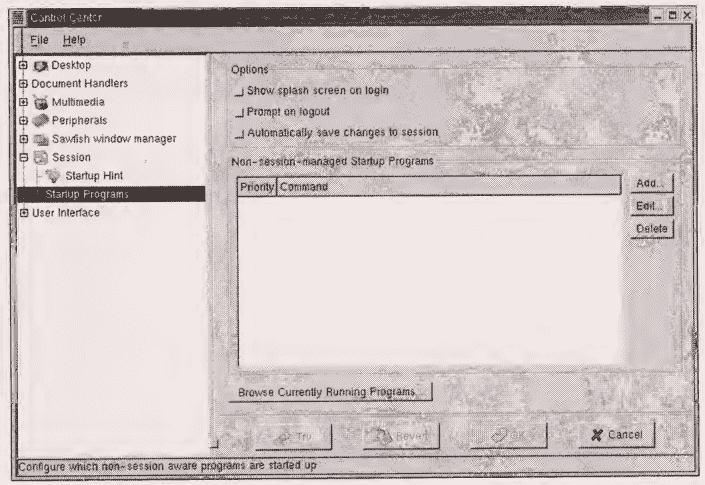 Control Center
File Help
Desktop
Document Handlers
Multimedia
Peripherals
Sawfish window manager
Session
Startup Hint
Startup Programs
User Interface
Options
Show splash screen on login
Prompt on logout
Automatically save changes to session
Non-session-managed Startup Programs
Priority Command
Add...
Edit...
Delete
Browse Currently Running Programs...
Try Revert OK Cancel
Configure which non-session aware programs are started up